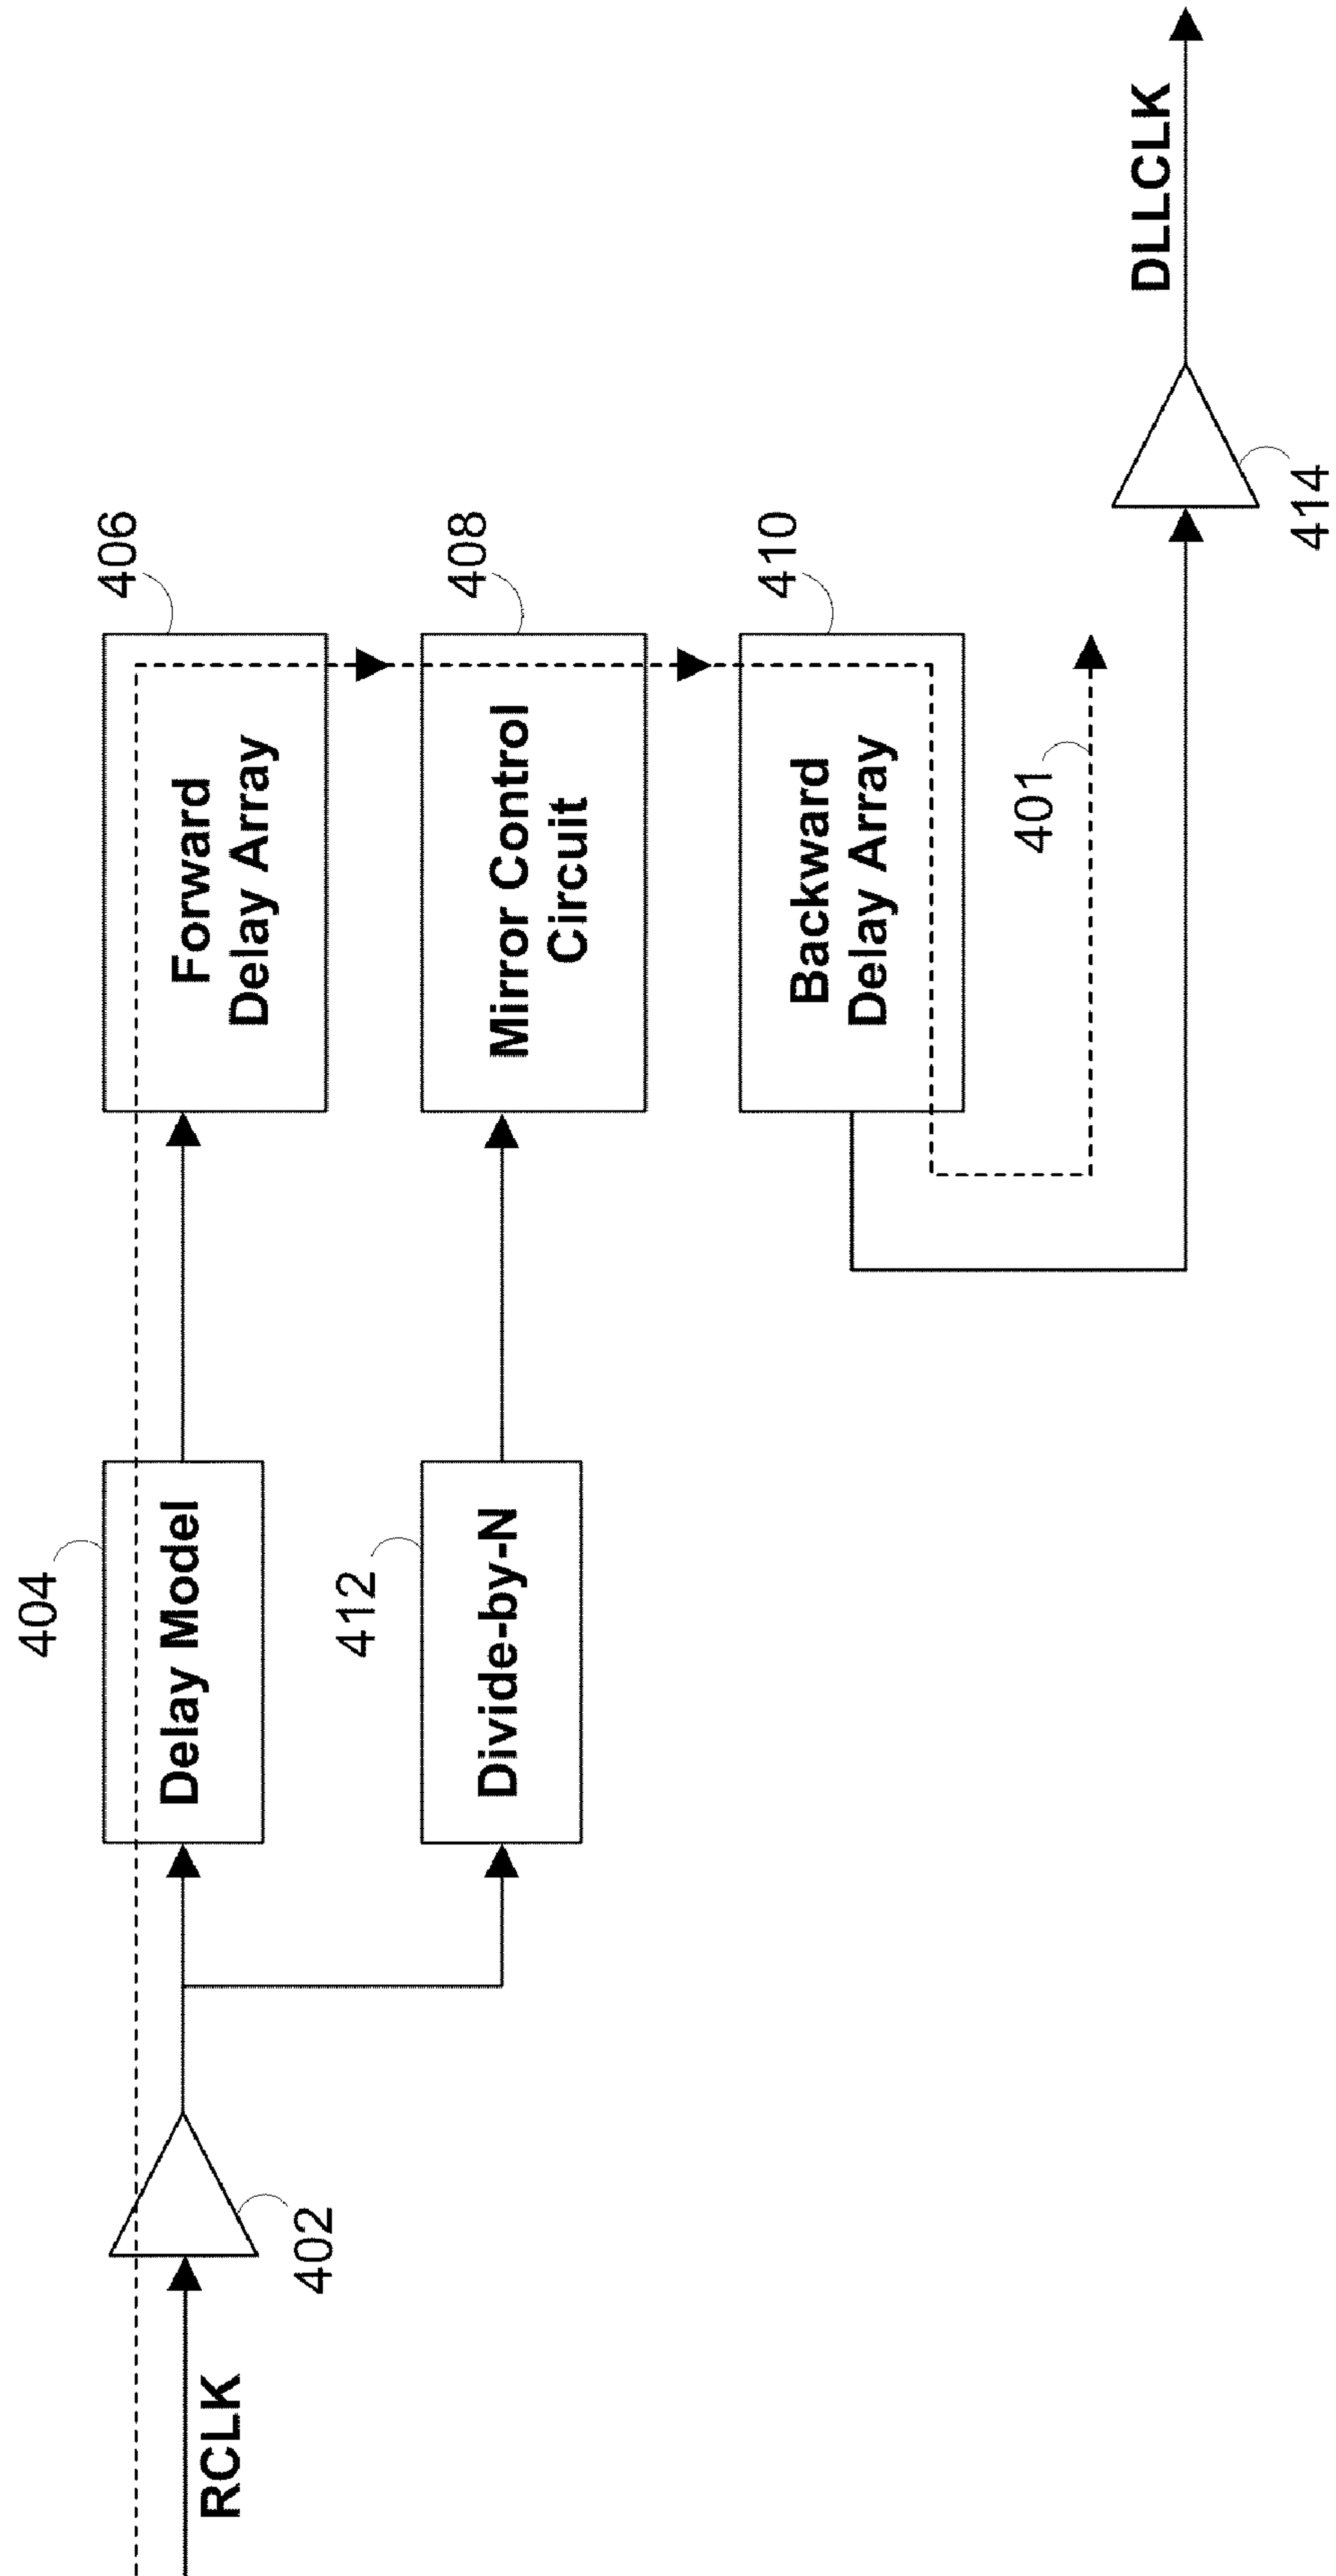 404
406
Delay Model
Forward
Delay Array
402
RCLK
412
408
Divide-by-N
Mirror Control
Circuit
410
Backward
Delay Array
401
DLLCLK
414